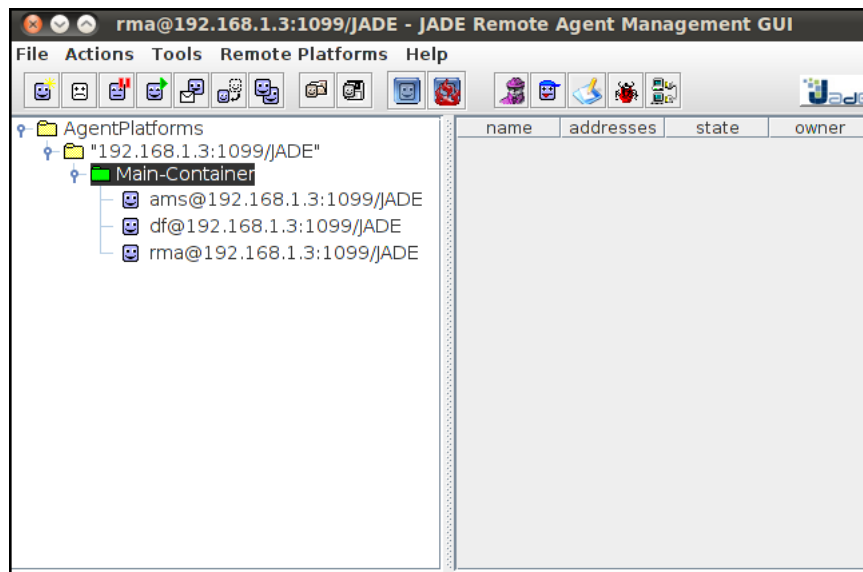 rma@192.168.1.3:1099/JADE - JADE Remote Agent Management GUI
File Actions Tools Remote Platforms Help
Jade
AgentPlatforms
"192.168.1.3:1099/JADE"
Main-Container
ams@192.168.1.3:1099/JADE
df@192.168.1.3:1099/JADE
rma@192.168.1.3:1099/JADE
name addresses state owner